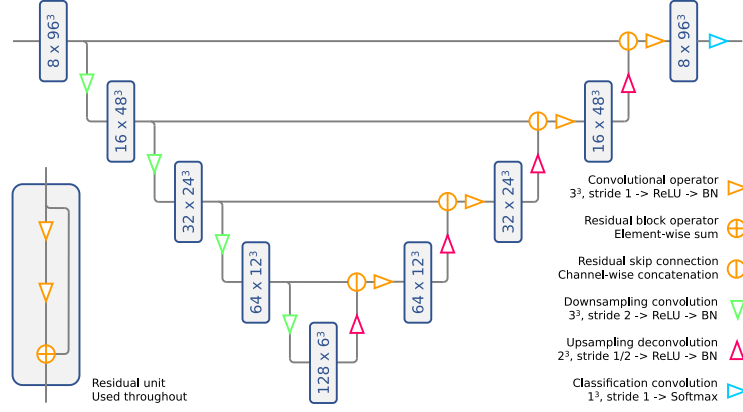 8 x 96³
8 x 96³
16 x 48³
16 x 48³
32 x 24³
32 x 24³
64 x 12³
64 x 12³
128 x 6³
Residual unit
Used throughout
Convolutional operator
3³, stride 1 -> ReLU -> BN
Residual block operator
Element-wise sum
Residual skip connection
Channel-wise concatenation
Downsampling convolution
3³, stride 2 -> ReLU -> BN
Upsampling deconvolution
2³, stride 1/2 -> ReLU -> BN
Classification convolution
1³, stride 1 -> Softmax